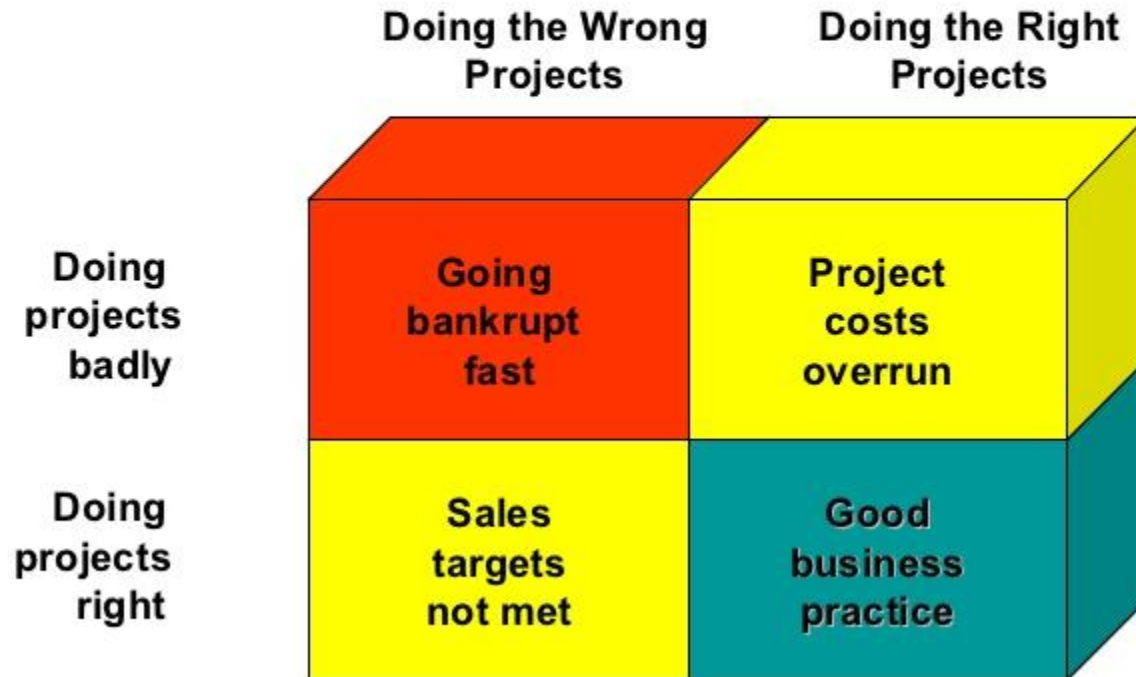 Doing the Wrong
Projects
Doing the Right
Projects
Doing
projects
badly
Going
bankrupt
fast
Project
costs
overrun
Doing
projects
right
Sales
targets
not met
Good
business
practice